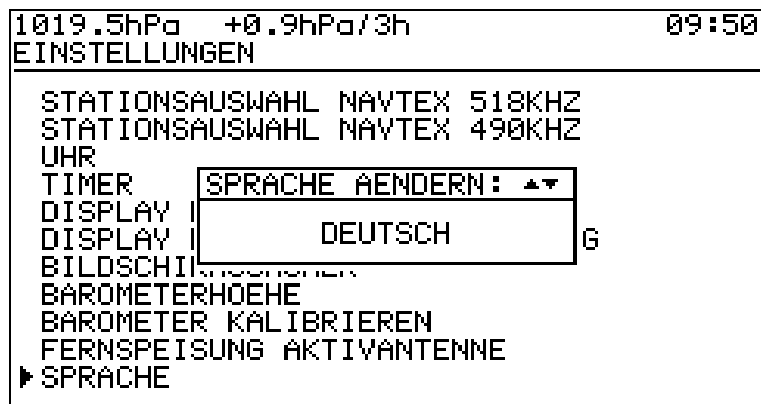 1019.5hPa +0.9hPa/3h 09:50
EINSTELLUNGEN
STATIONSAUSWAHL NAVTEX 518KHZ
STATIONSAUSWAHL NAVTEX 490KHZ
UHR
TIMER
SPRACHE AENDERN:
DISPLAY
DISPLAY G
DEUTSCH
BAROMETERHOEHE
BAROMETER KALIBRIEREN
FERNSPEISUNG AKTIVANTENNE
SPRACHE